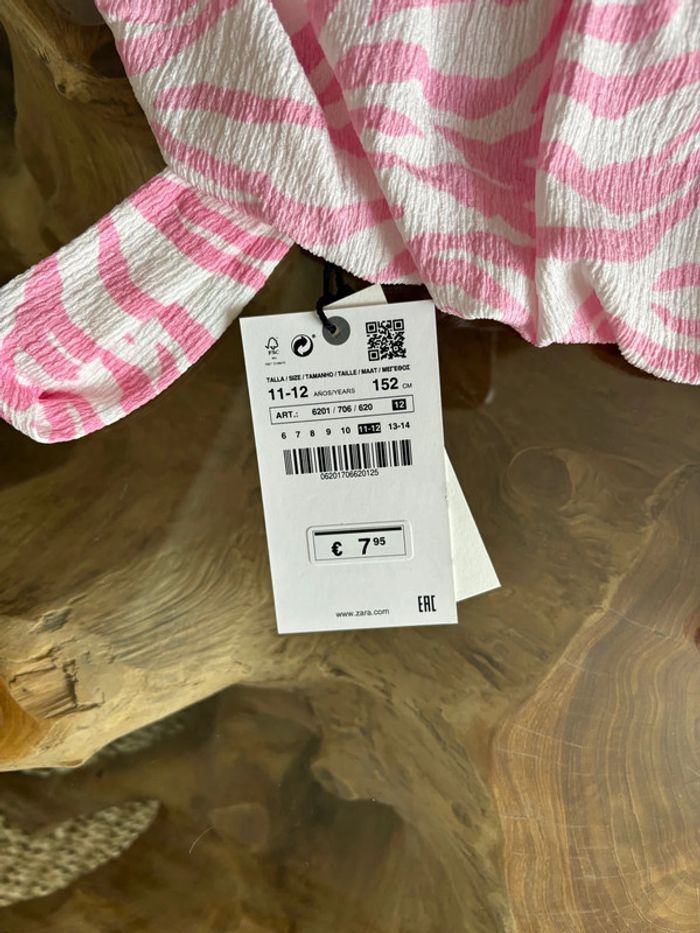 FSC
TALLA / SIZE / TAMANHO / TAILLE / MAAT / ΜΕΓΕΘΟΣ
11-12 AÑOS/YEARS 152 CM
ART.: 6201 / 706 / 620 12
6 7 8 9 10 11-12 13-14
06201706620125
€ 7 95
www.zara.com EAC